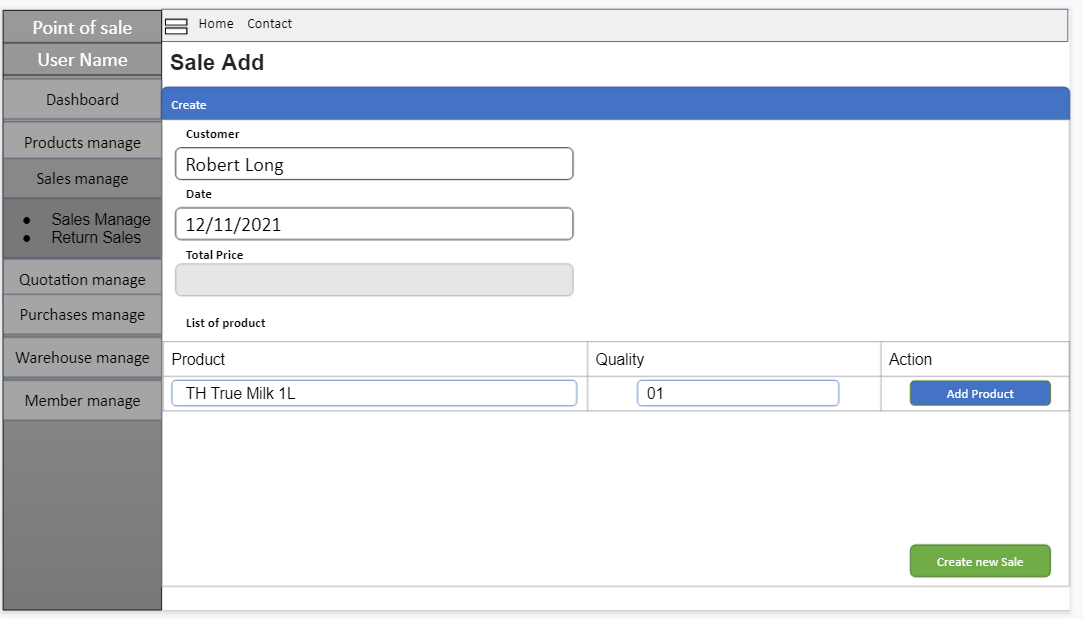 Point of sale
User Name
Dashboard
Products manage
Sales manage
● Sales Manage
● Return Sales
Quotation manage
Purchases manage
Warehouse manage
Member manage
Home Contact
Sale Add
Create
Customer
Robert Long
Date
12/11/2021
Total Price
List of product
Product Quality Action
TH True Milk 1L 01 Add Product
Create new Sale